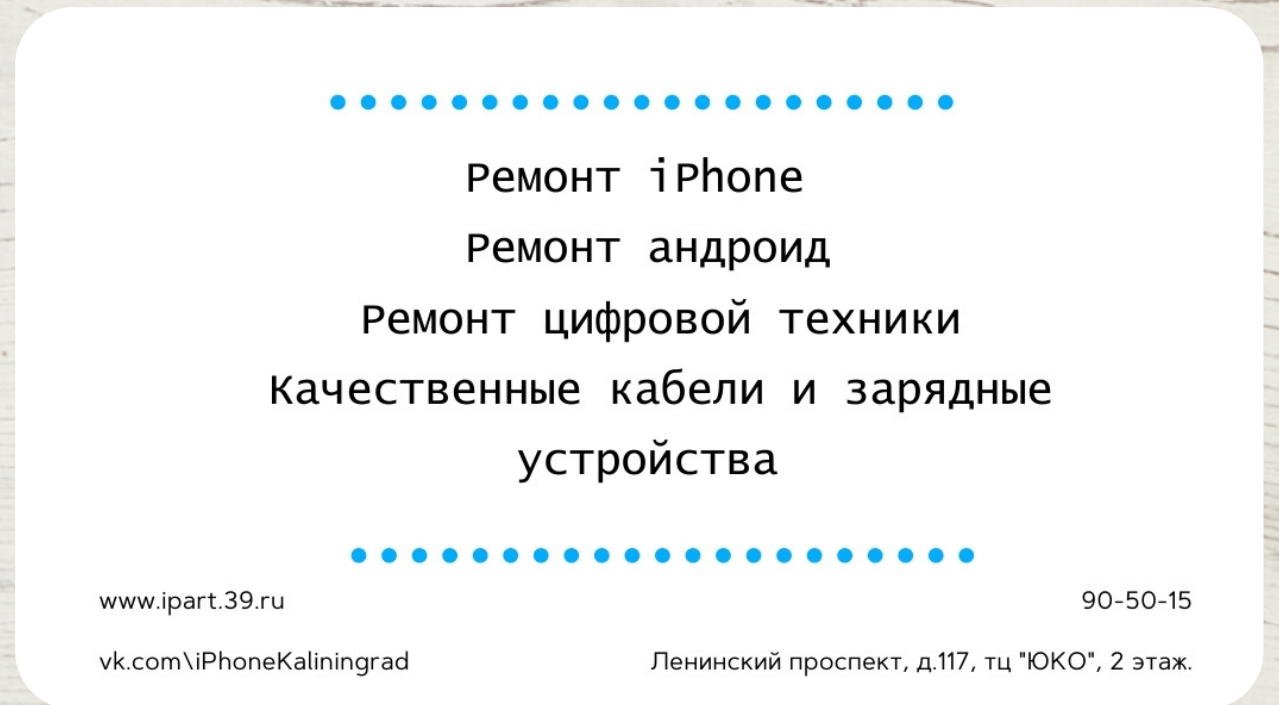 Ремонт iPhone
Ремонт андроид
Ремонт цифровой техники
Качественные кабели и зарядные
устройства
www.ipart.39.ru
90-50-15
vk.com\iPhoneKaliningrad
Ленинский проспект, д.117, тц "ЮКО", 2 этаж.